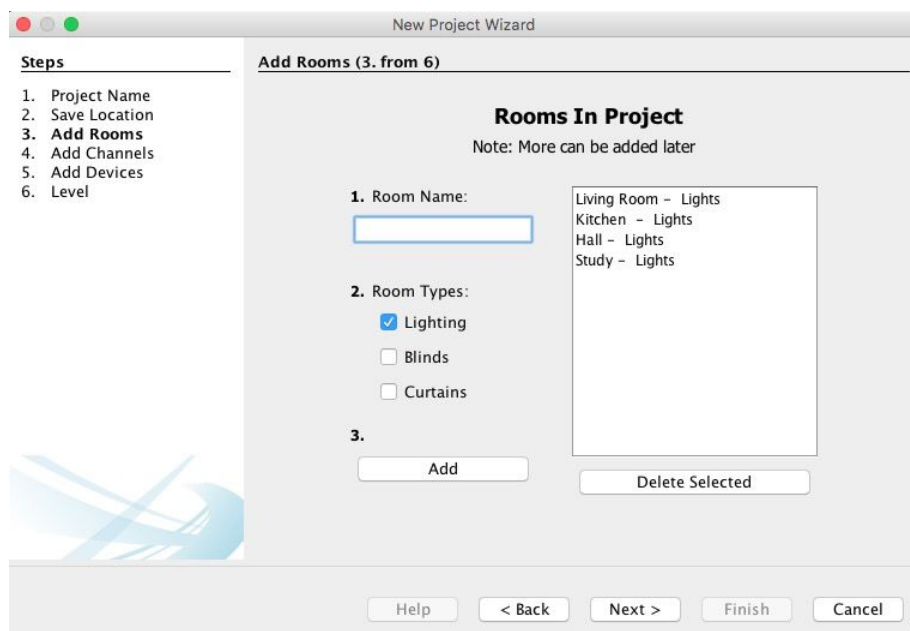 New Project Wizard
Steps
1. Project Name
2. Save Location
3. Add Rooms
4. Add Channels
5. Add Devices
6. Level
Add Rooms (3. from 6)
Rooms In Project
Note: More can be added later
1. Room Name:
2. Room Types:
Lighting
Blinds
Curtains
3.
Add
Living Room - Lights
Kitchen - Lights
Hall - Lights
Study - Lights
Delete Selected
Help
< Back
Next >
Finish
Cancel